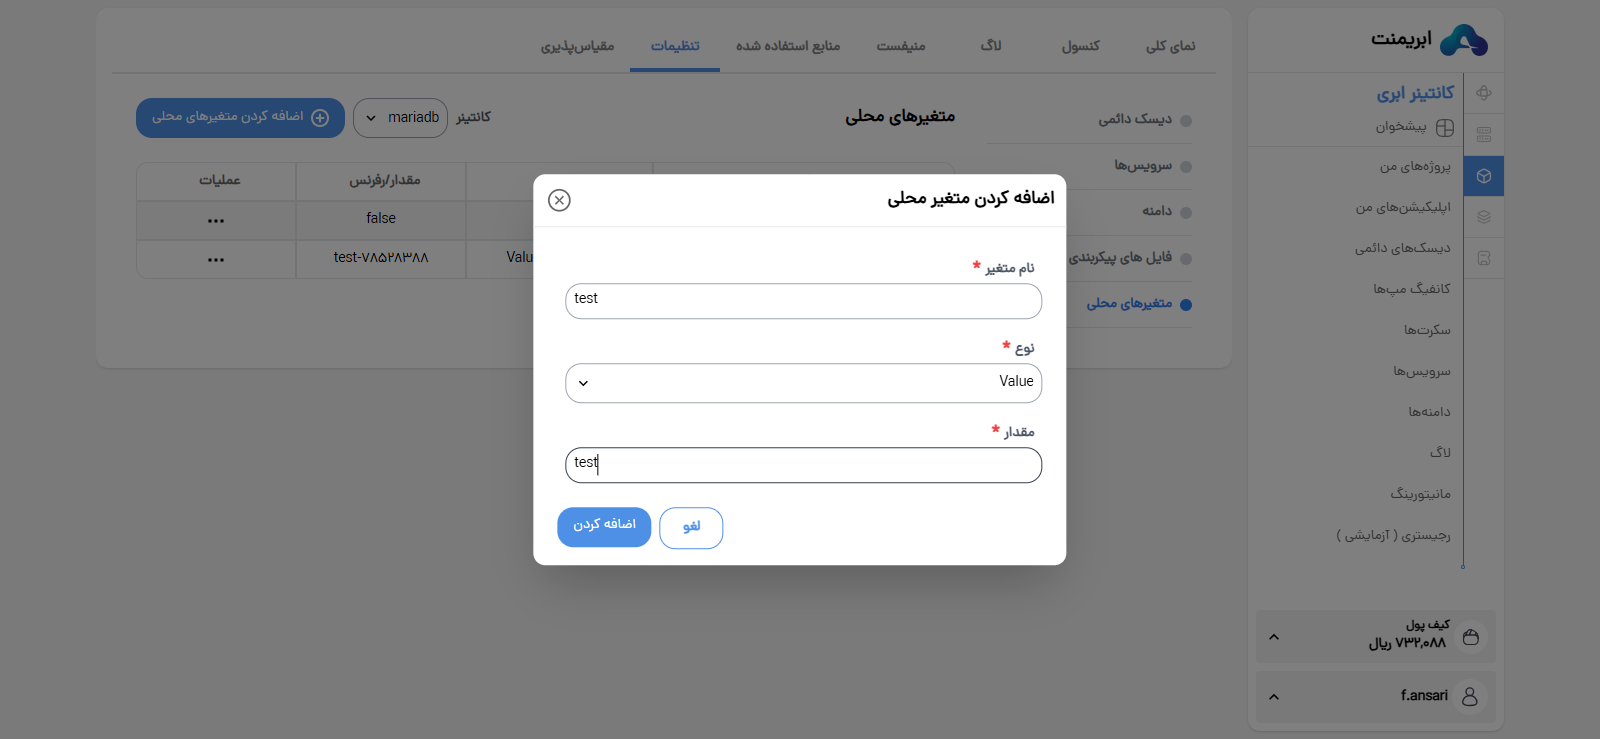 ابریمنت
کانتینر ابری
پیشخوان
پروژه‌های من
اپلیکیشن‌های من
دیسک‌های دائمی
کانفیگ مپ‌ها
سکرت‌ها
سرویس‌ها
دامنه‌ها
لاگ
مانیتورینگ
رجیستری ( آزمایشی )
کیف پول
۷۳۲,۰۸۸ ریال
f.ansari
نمای کلی
کنسول
لاگ
منیفست
منابع استفاده شده
تنظیمات
مقیاس‌پذیری
دیسک دائمی
سرویس‌ها
دامنه
فایل های پیکربندی
متغیرهای محلی
متغیرهای محلی
کانتینر
mariadb
اضافه کردن متغیرهای محلی
مقدار/رفرنس
عملیات
false
test-۷۸۵۲۸۳۸۸
اضافه کردن متغیر محلی
نام متغیر *
test
نوع *
Value
مقدار *
test
لغو
اضافه کردن